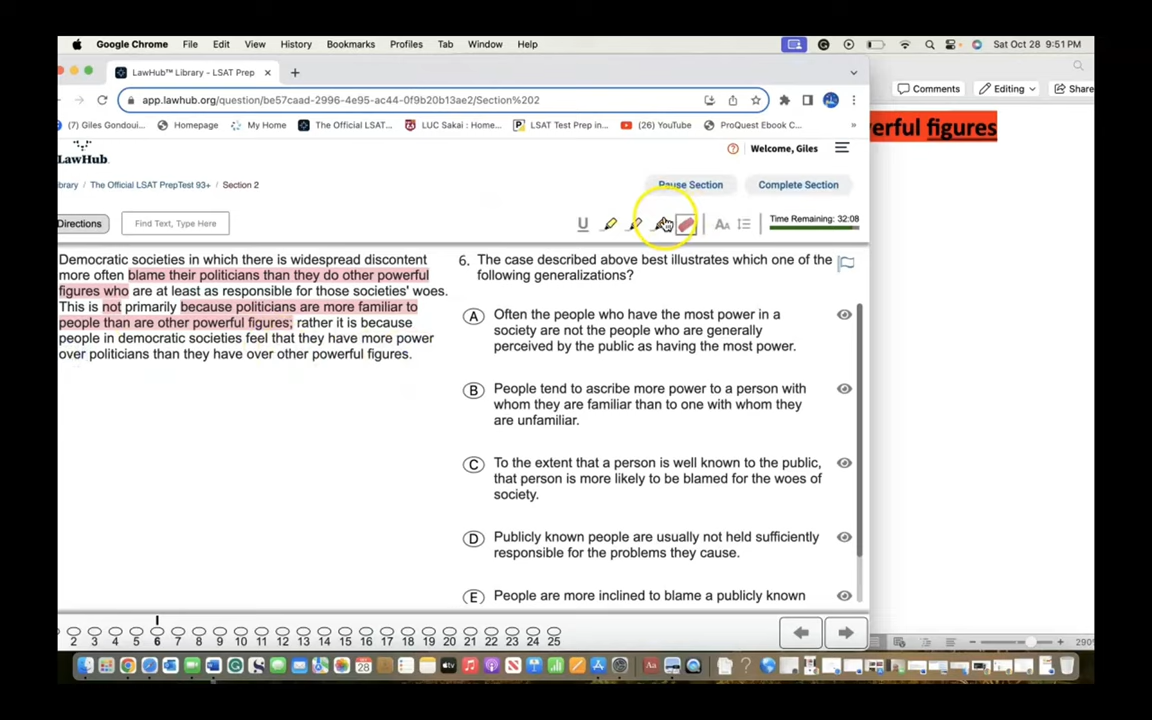 Google Chrome File Edit View History Bookmarks Profiles Tab Window Help Sat Oct 28 9:51 PM
LawHub™ Library - LSAT Prep
app.lawhub.org/question/be57caad-2996-4e95-ac44-0f9b20b13ae2/Section%202
Comments Editing Share
(7) Giles Gondoui... Homepage My Home The Official LSAT... LUC Sakai : Home... LSAT Test Prep in... (26) YouTube ProQuest Ebook C... »
erful figures
LawHub. Welcome, Giles
ibrary / The Official LSAT PrepTest 93+ / Section 2 Pause Section Complete Section
Directions Find Text, Type Here Time Remaining: 32:08
Democratic societies in which there is widespread discontent
more often blame their politicians than they do other powerful
figures who are at least as responsible for those societies' woes.
This is not primarily because politicians are more familiar to
people than are other powerful figures; rather it is because
people in democratic societies feel that they have more power
over politicians than they have over other powerful figures.
6. The case described above best illustrates which one of the
following generalizations?
A Often the people who have the most power in a
society are not the people who are generally
perceived by the public as having the most power.
B People tend to ascribe more power to a person with
whom they are familiar than to one with whom they
are unfamiliar.
C To the extent that a person is well known to the public,
that person is more likely to be blamed for the woes of
society.
D Publicly known people are usually not held sufficiently
responsible for the problems they cause.
E People are more inclined to blame a publicly known
2 3 4 5 6 7 8 9 10 11 12 13 14 15 16 17 18 19 20 21 22 23 24 25
290